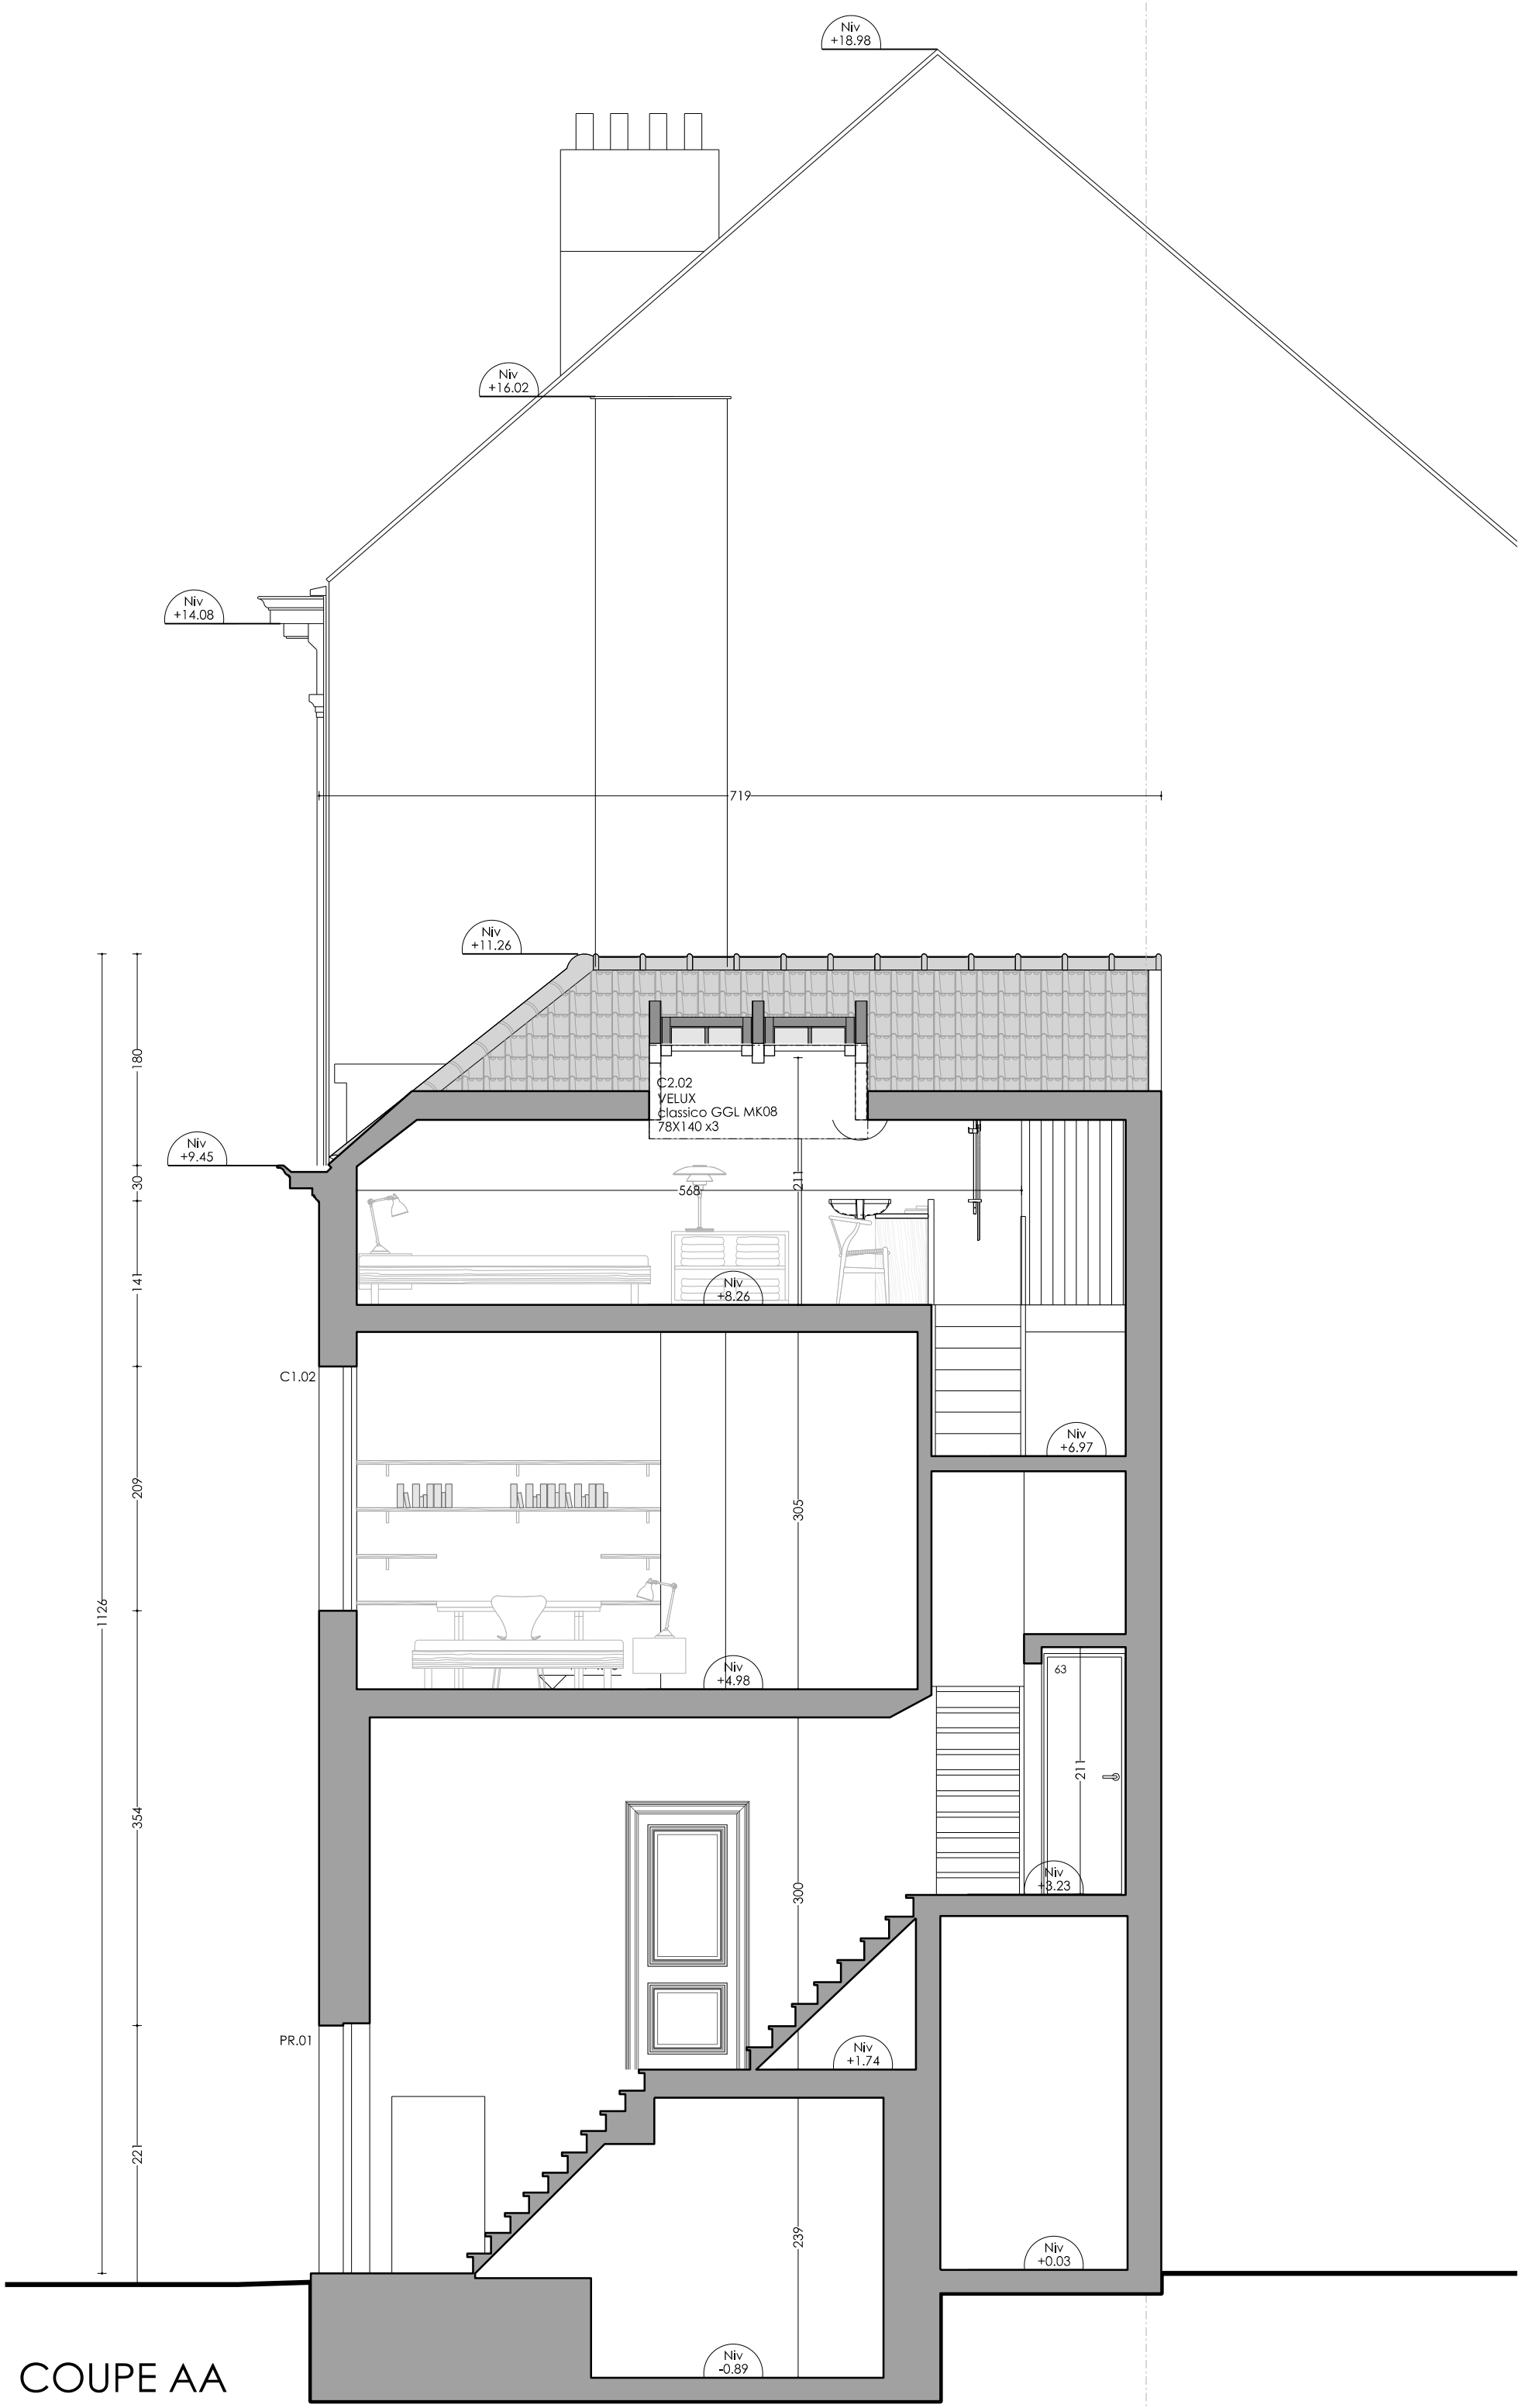 Niv
+18.98
Niv
+16.02
Niv
+14.08
719
Niv
+11.26
180
C2.02
VELUX
classico GGL MK08
78X140 x3
Niv
+9.45
30
211
568
141
Niv
+8.26
C1.02
Niv
+6.97
209
305
1126
63
Niv
+4.98
211
354
Niv
+3.23
300
PR.01
Niv
+1.74
221
239
Niv
+0.03
Niv
-0.89
COUPE AA